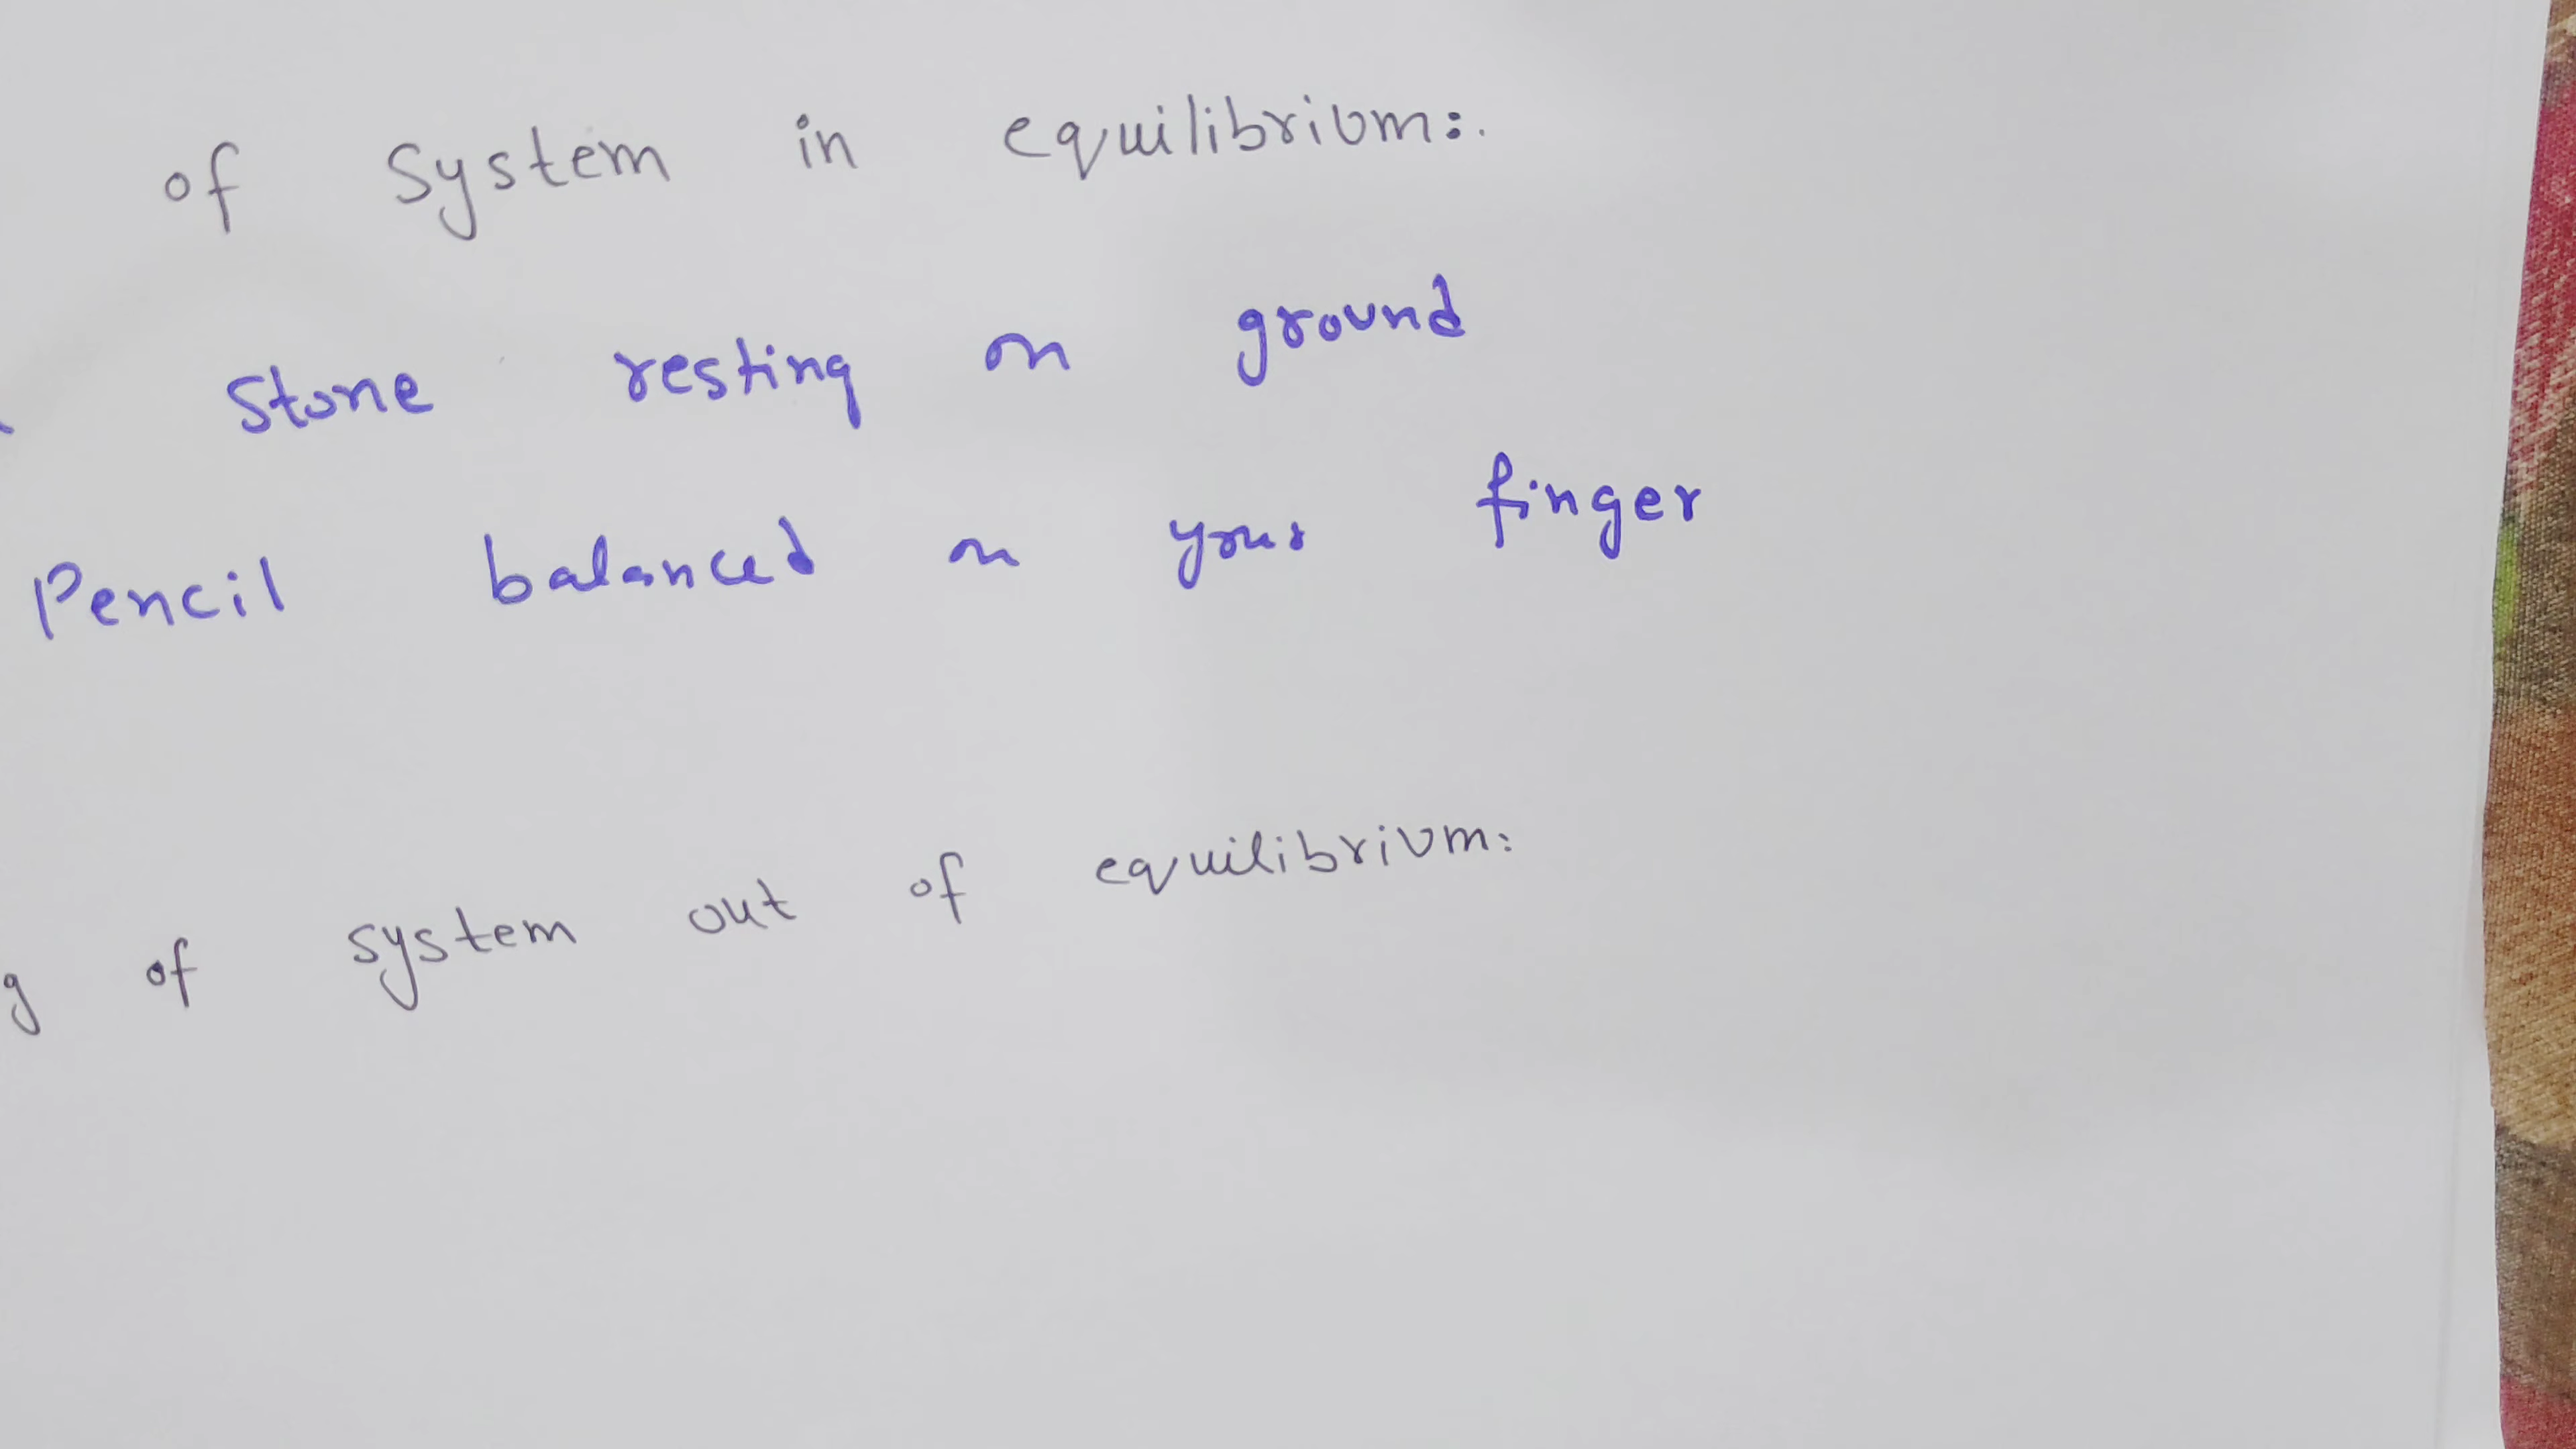 of System in equilibrium:.
Stone resting on ground
Pencil balanced on your finger
g of system out of equilibrium: